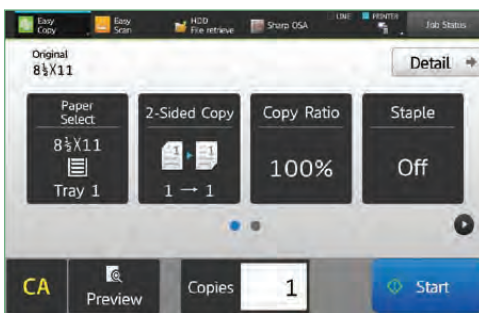 Easy
Copy
Easy
Scan
HDD
File retrieve
Sharp OSA
LINE
PRINTER
Job Status
Original
8½X11
Detail
Paper
Select
8½X11
Tray 1
2-Sided Copy
1 → 1
Copy Ratio
100%
Staple
Off
CA
Preview
Copies
1
Start